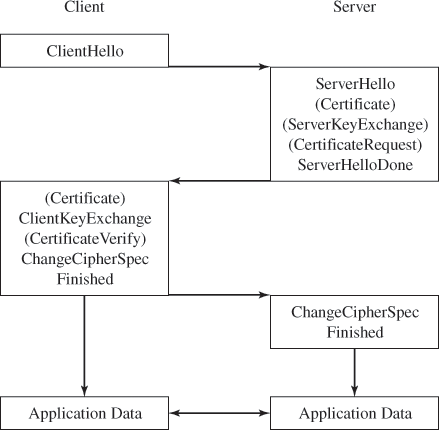 Client
Server
ClientHello
ServerHello
(Certificate)
(ServerKeyExchange)
(CertificateRequest)
ServerHelloDone
(Certificate)
ClientKeyExchange
(CertificateVerify)
ChangeCipherSpec
Finished
ChangeCipherSpec
Finished
Application Data
Application Data